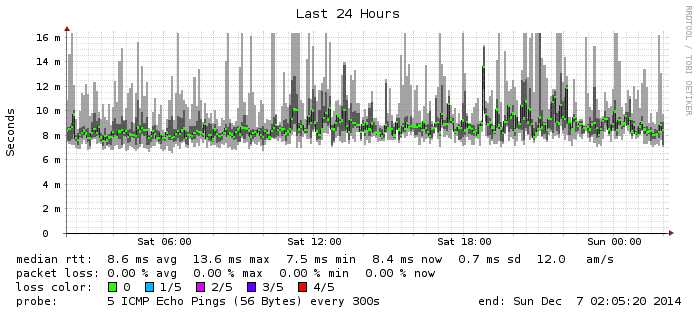 Last 24 Hours
RRDTOOL / TOBI OETIKER
Seconds
16 m
14 m
12 m
10 m
8 m
6 m
4 m
2 m
0
Sat 06:00 Sat 12:00 Sat 18:00 Sun 00:00
median rtt: 8.6 ms avg 13.6 ms max 7.5 ms min 8.4 ms now 0.7 ms sd 12.0 am/s
packet loss: 0.00 % avg 0.00 % max 0.00 % min 0.00 % now
loss color: 0 1/5 2/5 3/5 4/5
probe: 5 ICMP Echo Pings (56 Bytes) every 300s end: Sun Dec 7 02:05:20 2014